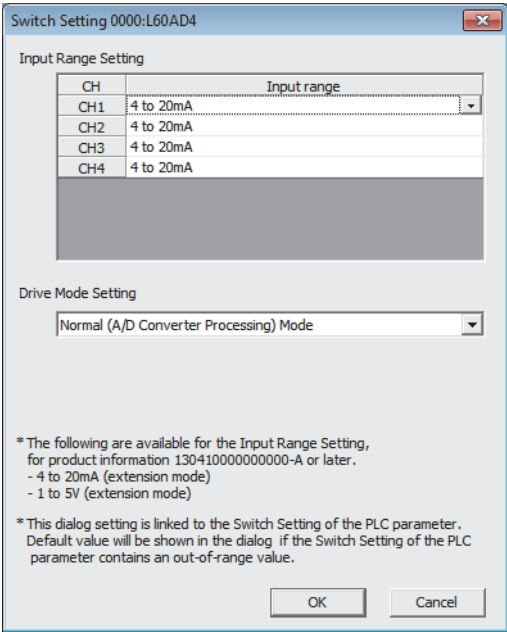 Switch Setting 0000:L60AD4
Input Range Setting
CH Input range
CH1 4 to 20mA
CH2 4 to 20mA
CH3 4 to 20mA
CH4 4 to 20mA
Drive Mode Setting
Normal (A/D Converter Processing) Mode
* The following are available for the Input Range Setting,
for product information 130410000000000-A or later.
- 4 to 20mA (extension mode)
- 1 to 5V (extension mode)
* This dialog setting is linked to the Switch Setting of the PLC parameter.
Default value will be shown in the dialog if the Switch Setting of the PLC
parameter contains an out-of-range value.
OK Cancel